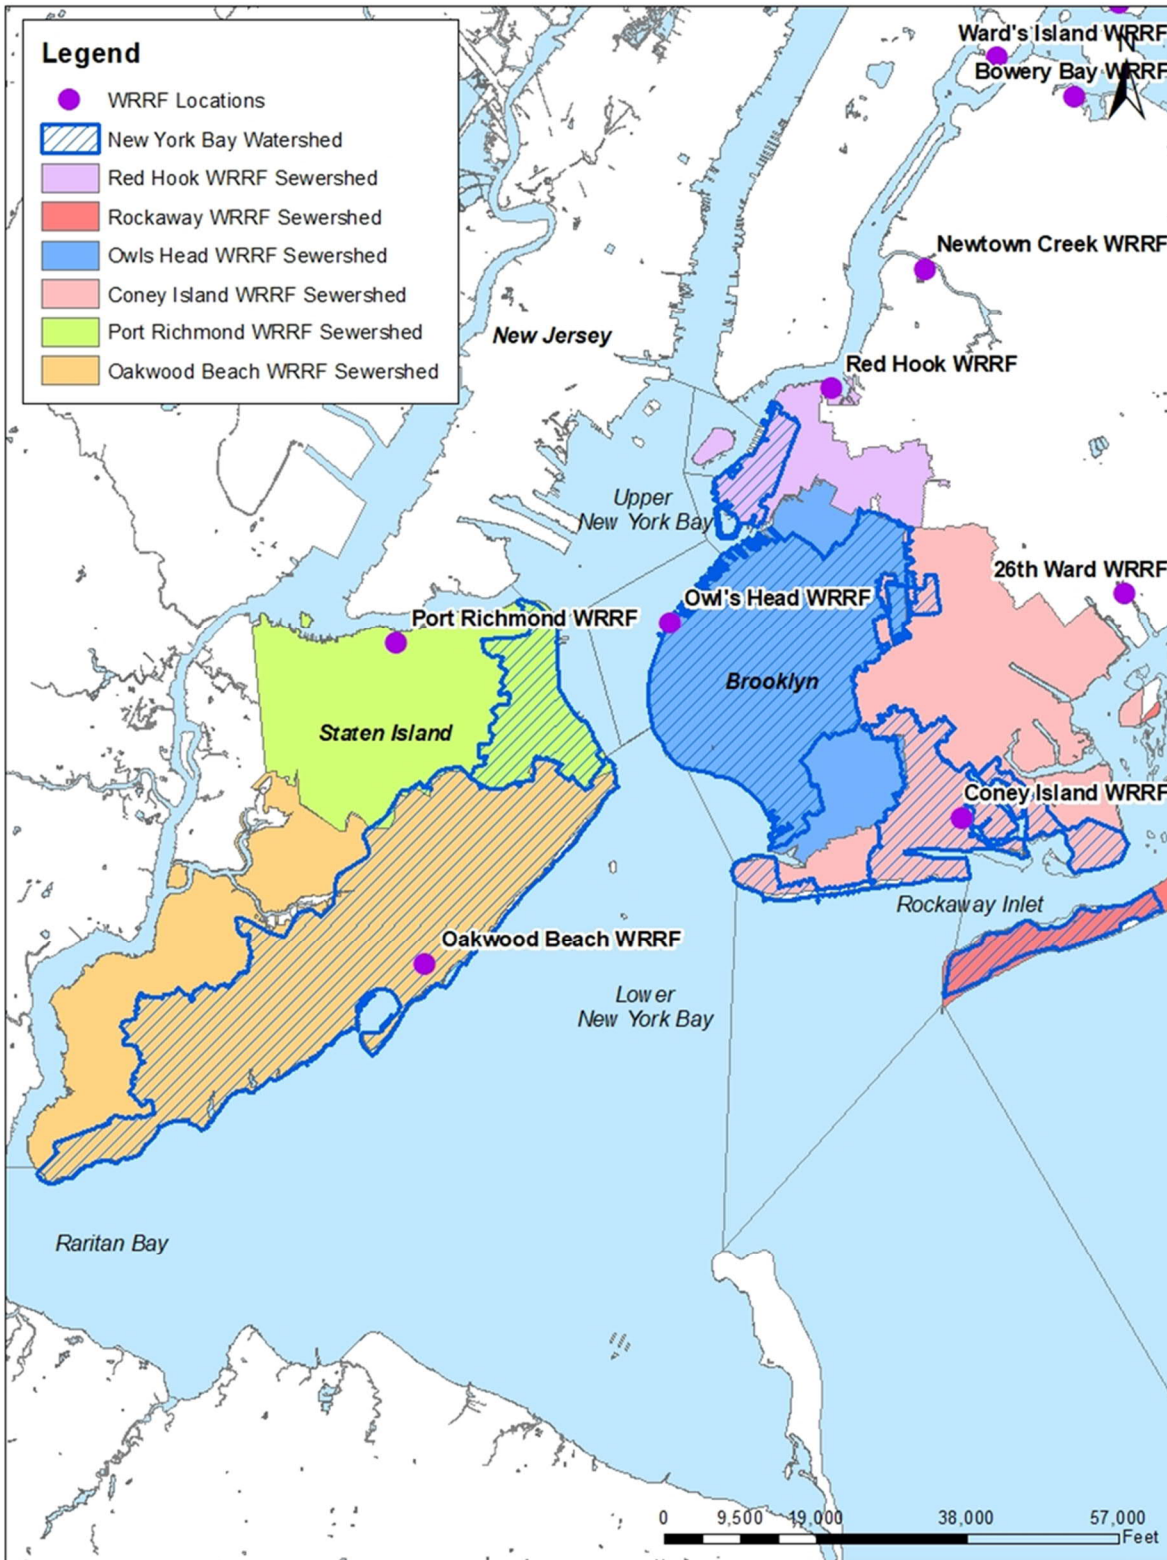 Legend
WRRF Locations
New York Bay Watershed
Red Hook WRRF Sewershed
Rockaway WRRF Sewershed
Owls Head WRRF Sewershed
Coney Island WRRF Sewershed
Port Richmond WRRF Sewershed
Oakwood Beach WRRF Sewershed
Ward's Island WRRF
N
Bowery Bay WRRF
Newtown Creek WRRF
New Jersey
Red Hook WRRF
Upper
New York Bay
26th Ward WRRF
Owl's Head WRRF
Port Richmond WRRF
Brooklyn
Staten Island
Coney Island WRRF
Rockaway Inlet
Oakwood Beach WRRF
Lower
New York Bay
Raritan Bay
0 9,500 19,000 38,000 57,000
Feet